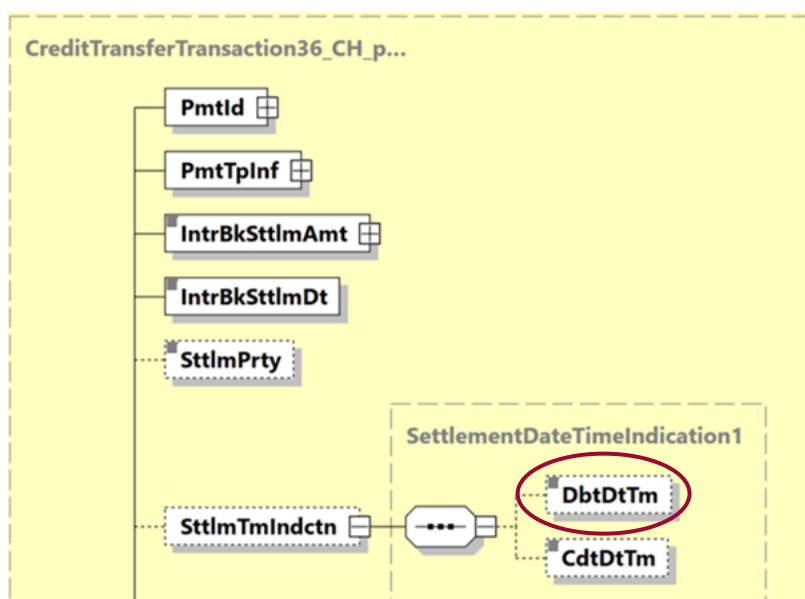 CreditTransferTransaction36_CH_p...
PmtId
PmtTpInf
IntrBkSttlmAmt
IntrBkSttlmDt
SttlmPrty
SettlementDateTimeIndication1
DbtDtTm
SttlmTmIndctn
CdtDtTm